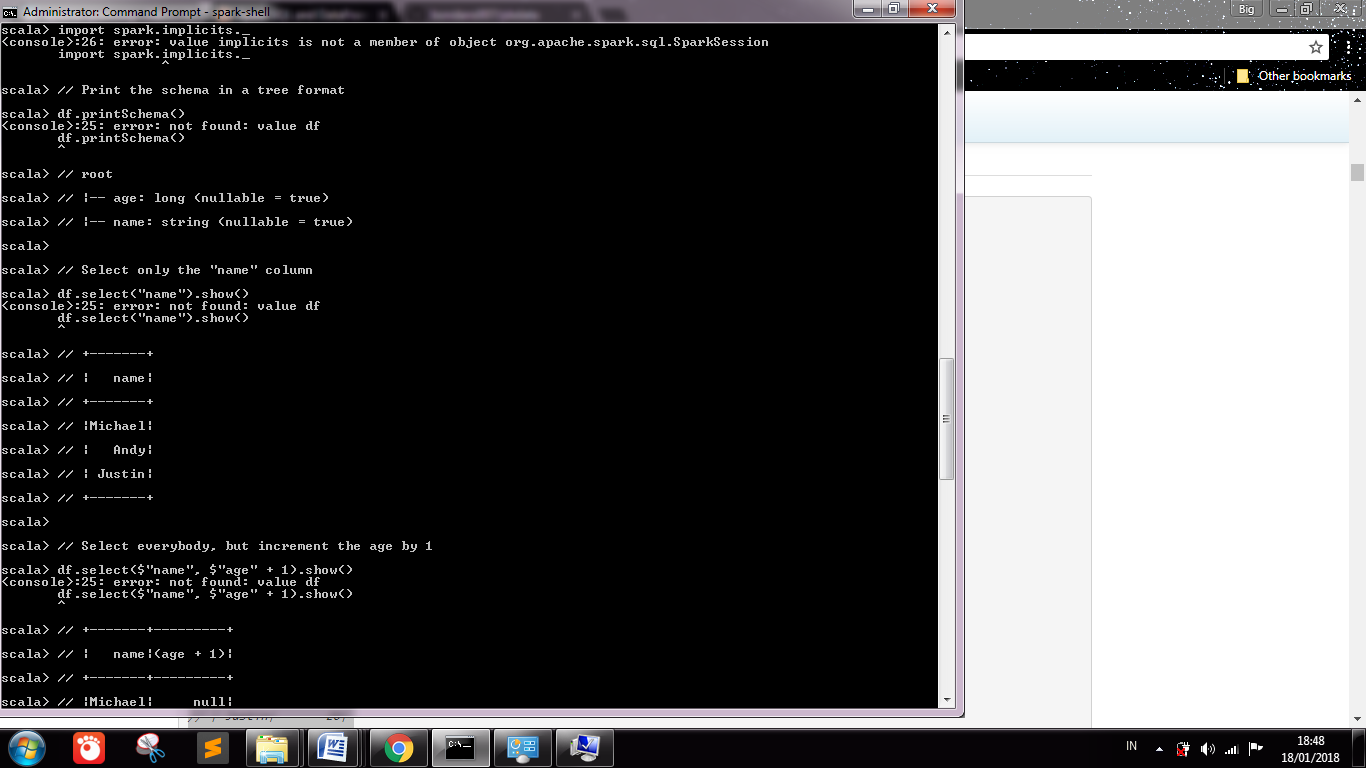 Administrator: Command Prompt - spark-shell
Big
Other bookmarks
scala> import spark.implicits._
<console>:26: error: value implicits is not a member of object org.apache.spark.sql.SparkSession
       import spark.implicits._
                    ^
scala> // Print the schema in a tree format
scala> df.printSchema()
<console>:25: error: not found: value df
       df.printSchema()
       ^
scala> // root
scala> // ¦-- age: long (nullable = true)
scala> // ¦-- name: string (nullable = true)
scala>
scala> // Select only the "name" column
scala> df.select("name").show()
<console>:25: error: not found: value df
       df.select("name").show()
       ^
scala> // +-------+
scala> // ¦   name¦
scala> // +-------+
scala> // ¦Michael¦
scala> // ¦   Andy¦
scala> // ¦ Justin¦
scala> // +-------+
scala>
scala> // Select everybody, but increment the age by 1
scala> df.select($"name", $"age" + 1).show()
<console>:25: error: not found: value df
       df.select($"name", $"age" + 1).show()
       ^
scala> // +-------+---------+
scala> // ¦   name¦(age + 1)¦
scala> // +-------+---------+
scala> // ¦Michael¦     null¦
IN
18:48
18/01/2018